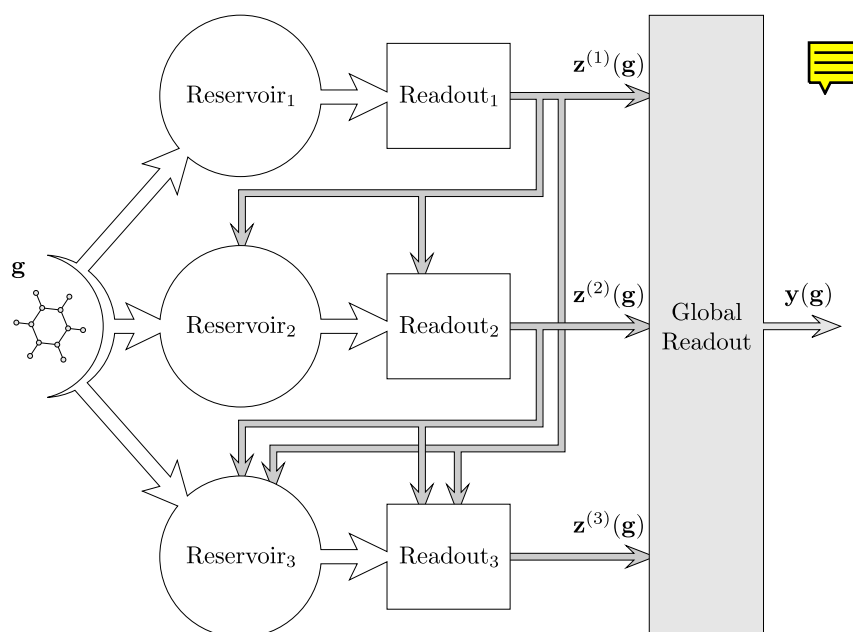 z⁽¹⁾(g)
Reservoir₁
Readout₁
g
z⁽²⁾(g)
y(g)
Reservoir₂
Readout₂
Global
Readout
z⁽³⁾(g)
Reservoir₃
Readout₃